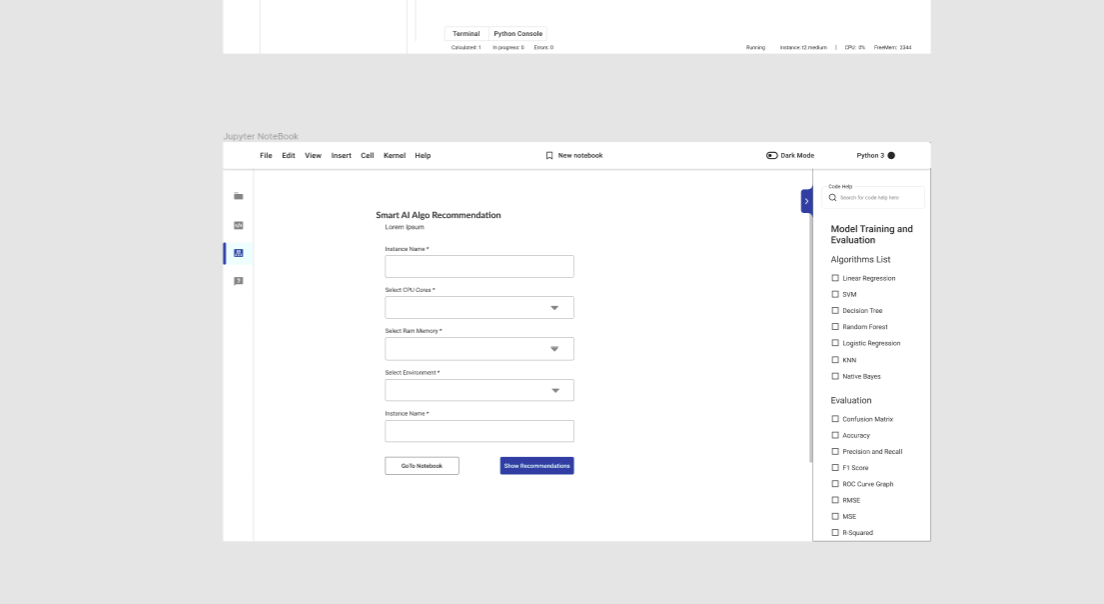 Terminal Python Console
Calculated: 1 In progress: 0 Errors: 0 Running Instance: t2.medium | CPU: 0% FreeMem: 2344
Jupyter NoteBook
File Edit View Insert Cell Kernel Help New notebook Dark Mode Python 3
Smart AI Algo Recommendation
Lorem Ipsum
Instance Name *
Select CPU Cores *
Select Ram Memory *
Select Environment *
Instance Name *
GoTo Notebook Show Recommendations
Code Help
Search for code help here
Model Training and
Evaluation
Algorithms List
Linear Regression
SVM
Decision Tree
Random Forest
Logistic Regression
KNN
Native Bayes
Evaluation
Confusion Matrix
Accuracy
Precision and Recall
F1 Score
ROC Curve Graph
RMSE
MSE
R-Squared